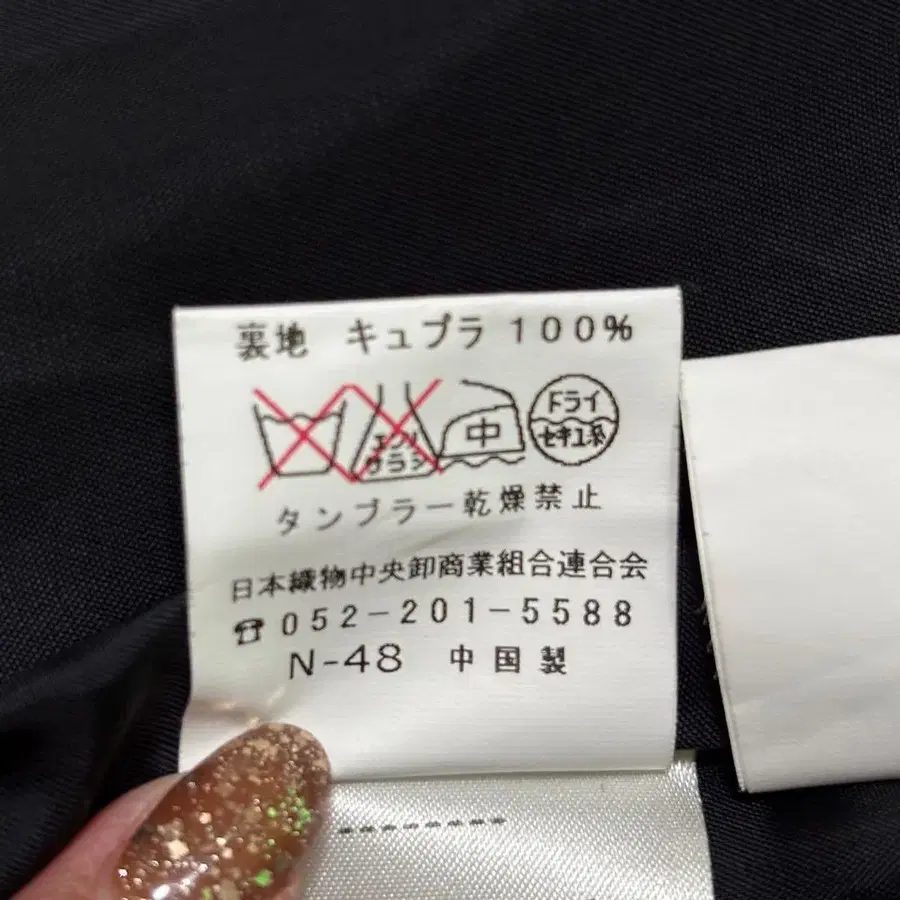 裏地 キュプラ 100%
エンソ
サラシ
中
ドライ
セキユ系
タンブラー乾燥禁止
日本織物中央卸商業組合連合会
☎052-201-5588
N-48 中国製